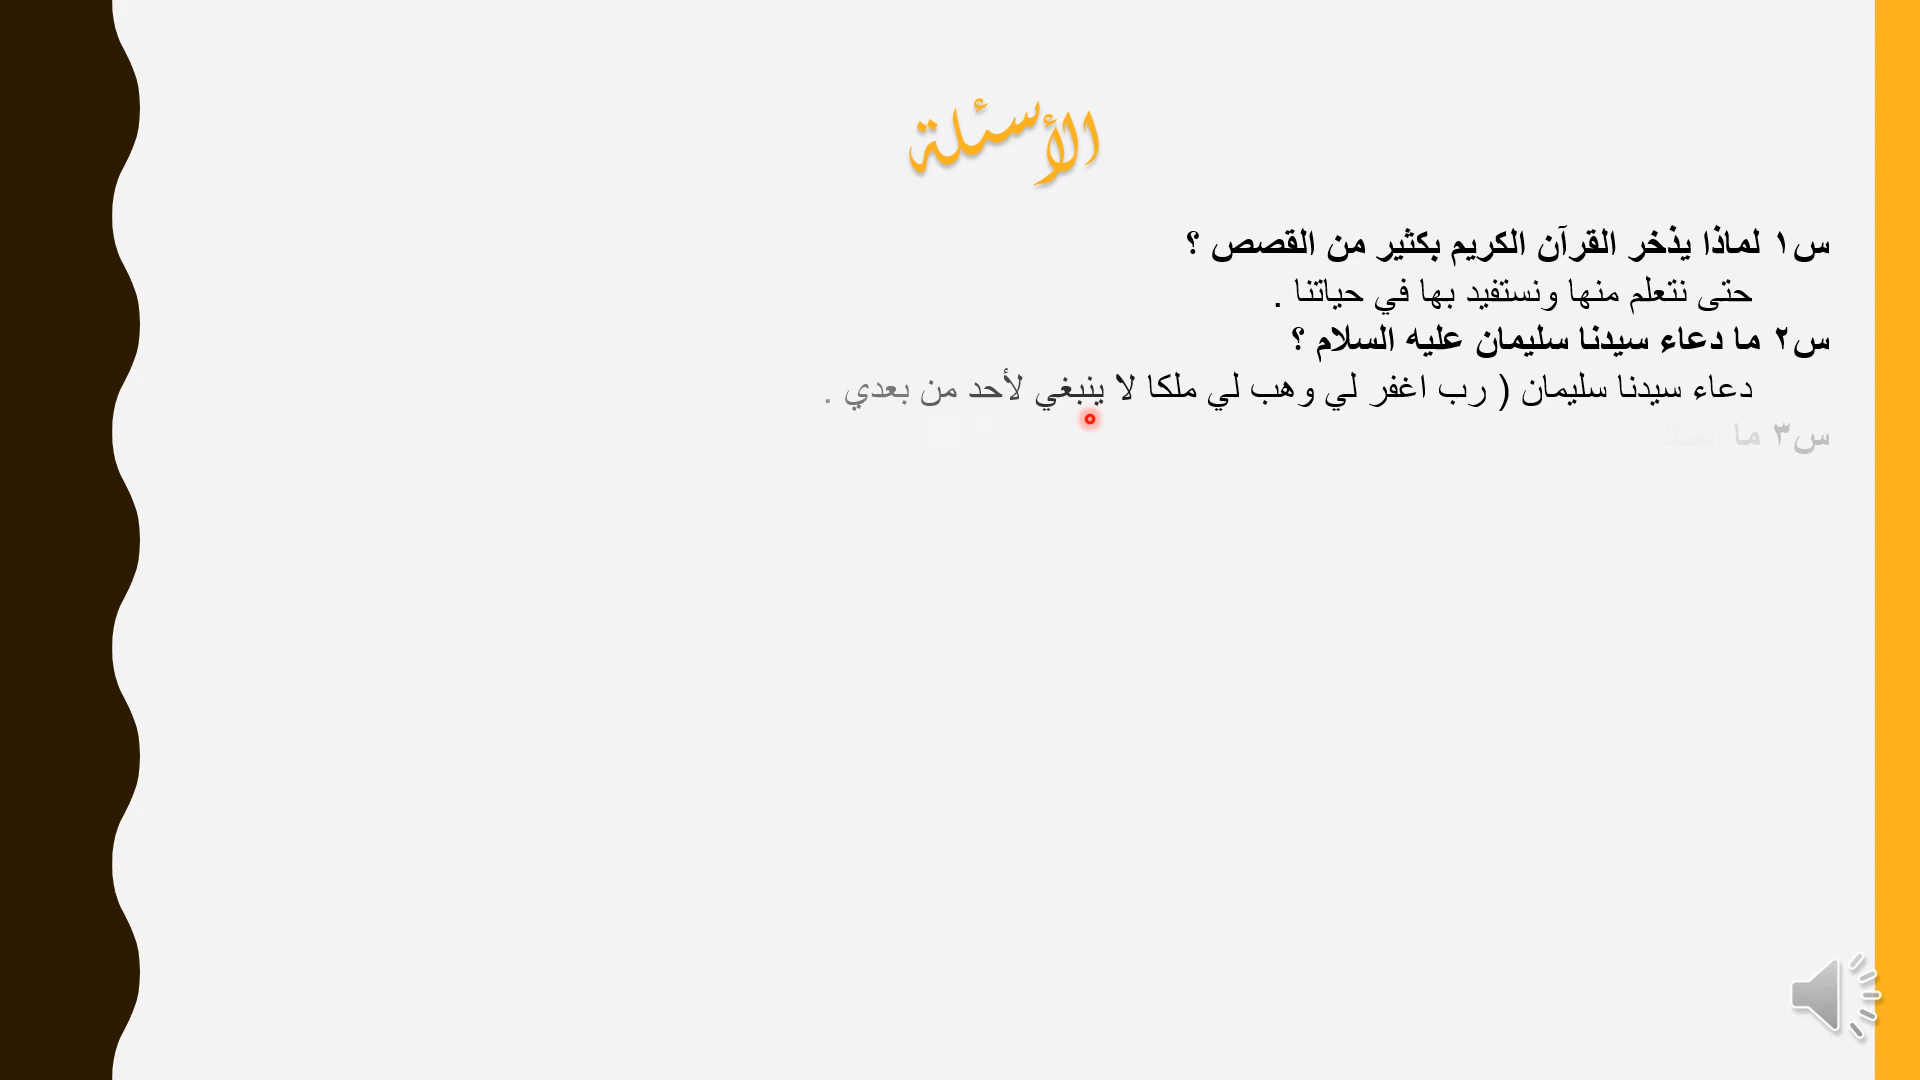 الأسئلة
س١ لماذا يذخر القرآن الكريم بكثير من القصص ؟
حتى نتعلم منها ونستفيد بها في حياتنا .
س٢ ما دعاء سيدنا سليمان عليه السلام ؟
دعاء سيدنا سليمان ( رب اغفر لي وهب لي ملكا لا ينبغي لأحد من بعدي .
س٣ ما